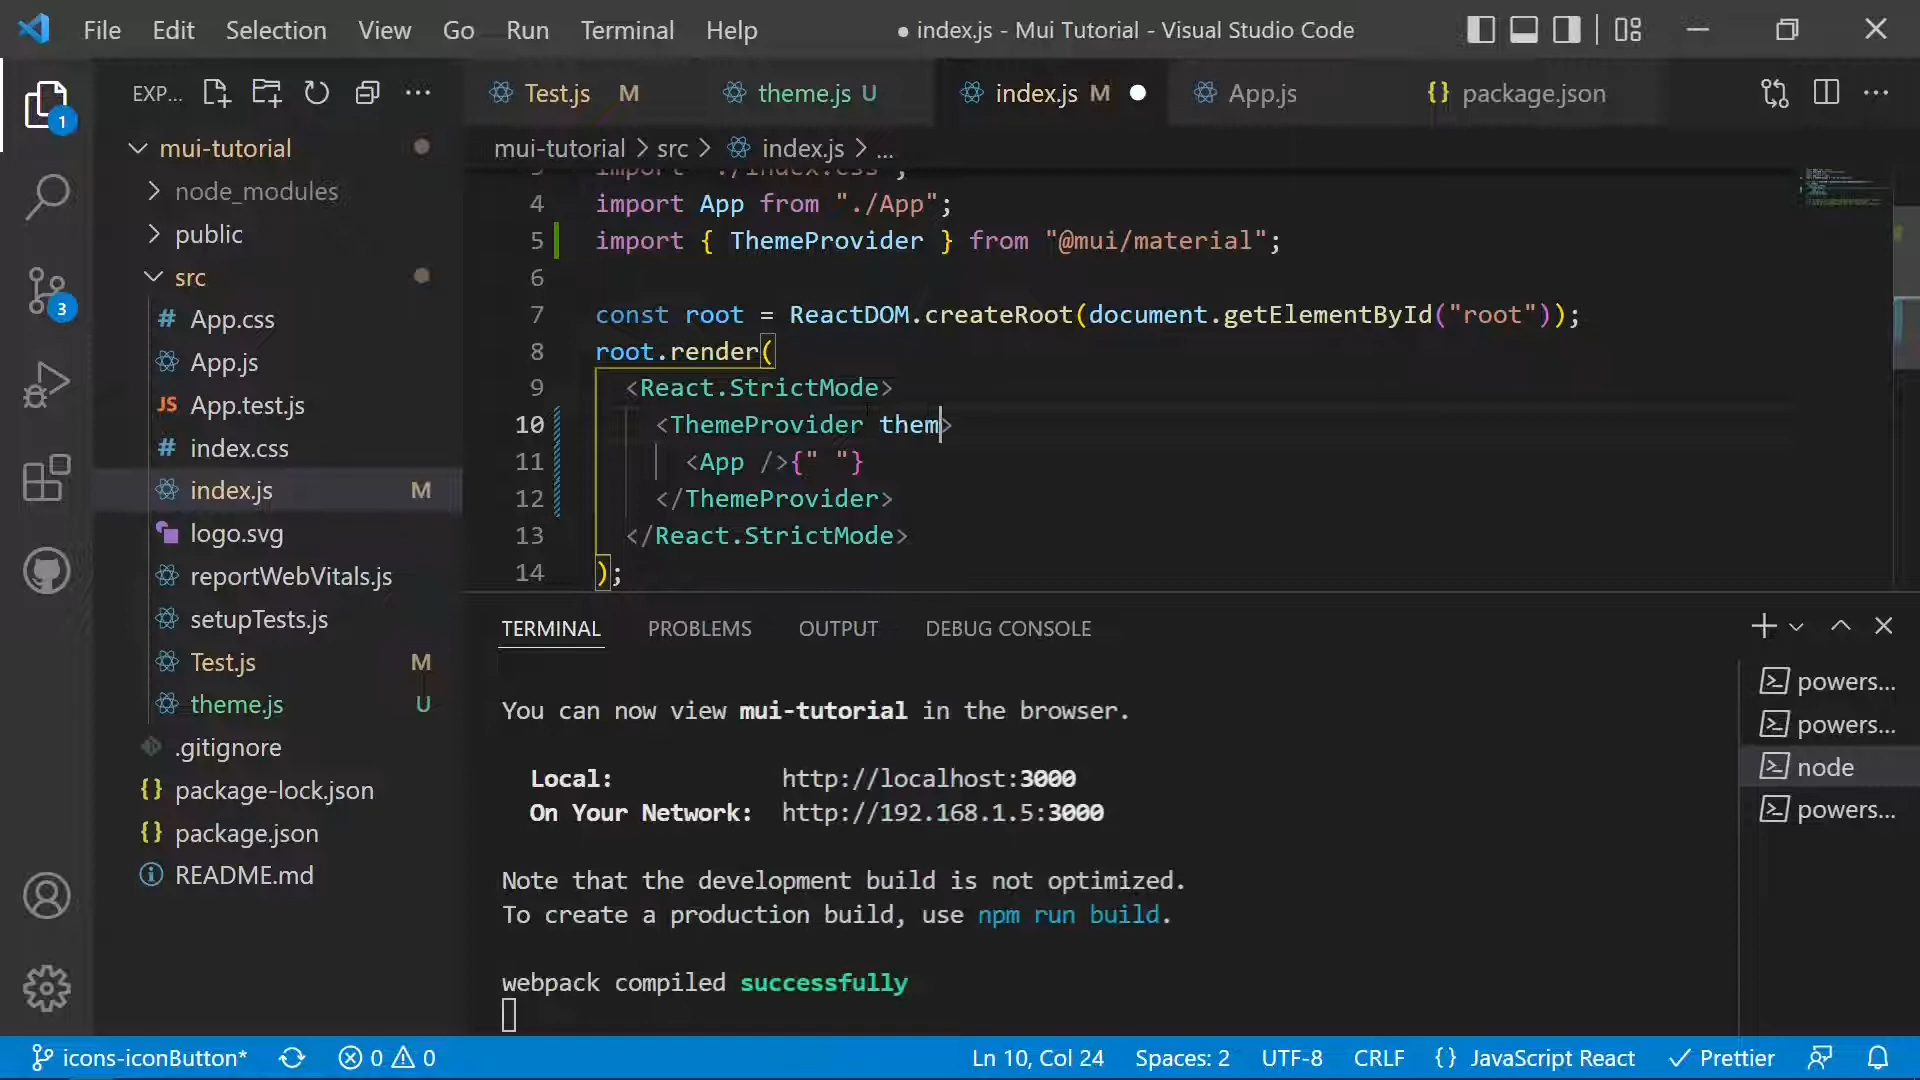 File Edit Selection View Go Run Terminal Help ● index.js - Mui Tutorial - Visual Studio Code
EXP...
Test.js M theme.js U index.js M App.js {} package.json
mui-tutorial > src > index.js > ...
1
3
mui-tutorial
node_modules
public
src
# App.css
App.js
JS App.test.js
# index.css
index.js M
logo.svg
reportWebVitals.js
setupTests.js
Test.js M
theme.js U
.gitignore
{} package-lock.json
{} package.json
README.md
3 import "./index.css";
4 import App from "./App";
5 import { ThemeProvider } from "@mui/material";
6
7 const root = ReactDOM.createRoot(document.getElementById("root"));
8 root.render(
9 <React.StrictMode>
10 <ThemeProvider them>
11 <App />{" "}
12 </ThemeProvider>
13 </React.StrictMode>
14 );
TERMINAL PROBLEMS OUTPUT DEBUG CONSOLE
You can now view mui-tutorial in the browser.
Local: http://localhost:3000
On Your Network: http://192.168.1.5:3000
Note that the development build is not optimized.
To create a production build, use npm run build.
webpack compiled successfully
powers...
powers...
node
powers...
icons-iconButton* 0 0 Ln 10, Col 24 Spaces: 2 UTF-8 CRLF {} JavaScript React Prettier